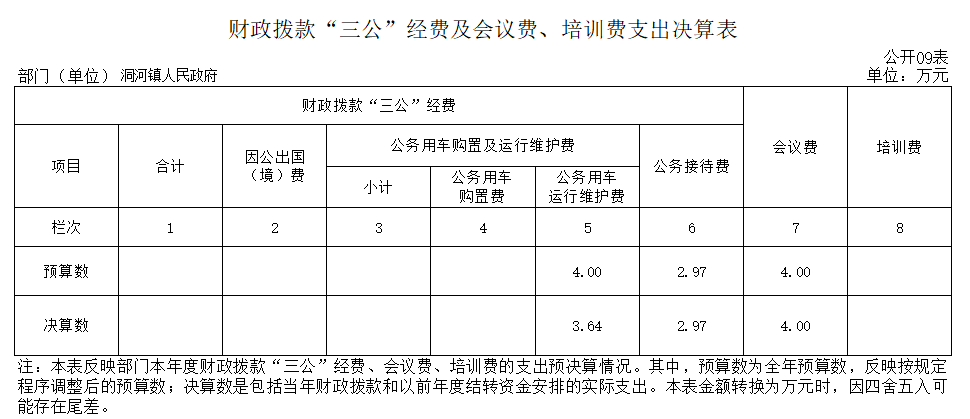 财政拨款“三公”经费及会议费、培训费支出决算表
公开09表
部门（单位） 洞河镇人民政府 单位：万元
财政拨款“三公”经费 会议费 培训费
项目 合计 因公出国（境）费 公务用车购置及运行维护费 公务接待费
小计 公务用车购置费 公务用车运行维护费
栏次 1 2 3 4 5 6 7 8
预算数 4.00 2.97 4.00
决算数 3.64 2.97 4.00
注：本表反映部门本年度财政拨款“三公”经费、会议费、培训费的支出预决算情况。其中，预算数为全年预算数，反映按规定
程序调整后的预算数；决算数是包括当年财政拨款和以前年度结转资金安排的实际支出。本表金额转换为万元时，因四舍五入可
能存在尾差。